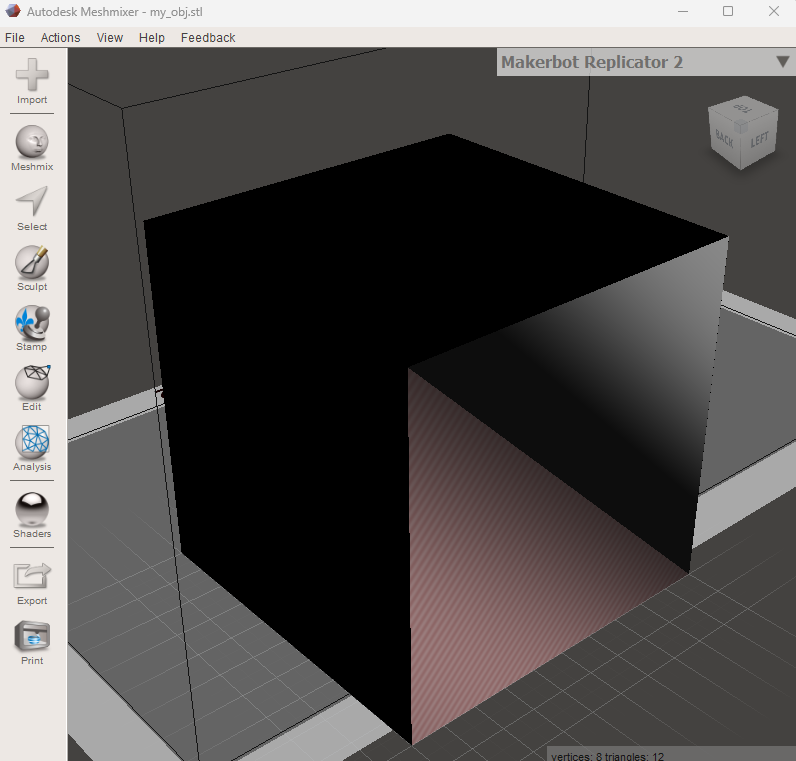 Autodesk Meshmixer - my_obj.stl
File Actions View Help Feedback
Makerbot Replicator 2
Import
TOP
BACK
LEFT
Meshmix
Select
Sculpt
Stamp
Edit
Analysis
Shaders
Export
Print
vertices: 8 triangles: 12